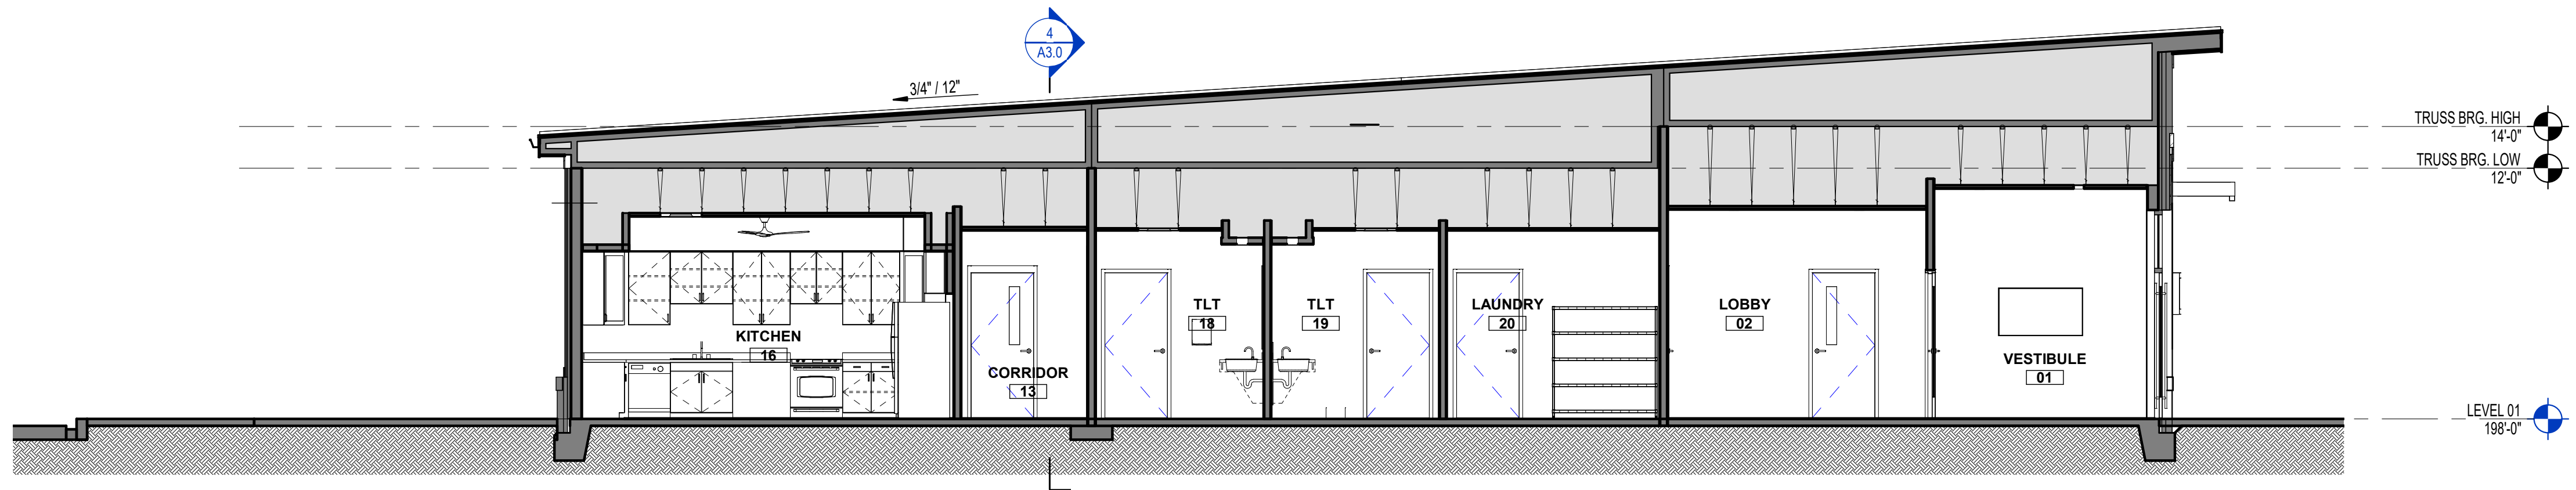 4
A3.0
3/4" / 12"
TRUSS BRG. HIGH
14'-0"
TRUSS BRG. LOW
12'-0"
KITCHEN
16
CORRIDOR
13
TLT
18
TLT
19
LAUNDRY
20
LOBBY
02
VESTIBULE
01
LEVEL 01
198'-0"